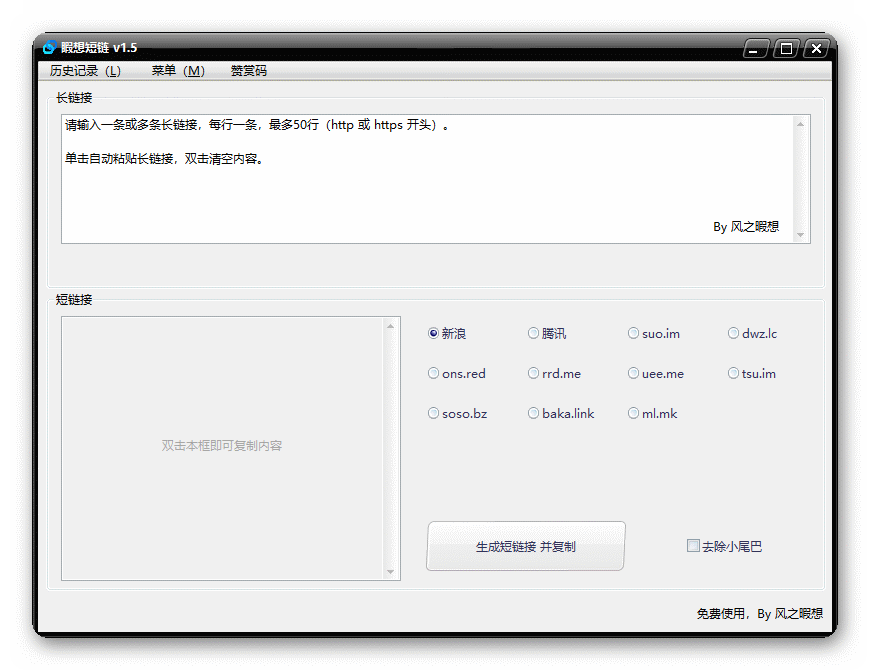 暇想短链 v1.5
历史记录 (L) 菜单 (M) 赞赏码
长链接
请输入一条或多条长链接，每行一条，最多50行（http 或 https 开头）。
单击自动粘贴长链接，双击清空内容。
By 风之暇想
短链接
双击本框即可复制内容
新浪 腾讯 suo.im dwz.lc
ons.red rrd.me uee.me tsu.im
soso.bz baka.link ml.mk
生成短链接 并复制
去除小尾巴
免费使用，By 风之暇想